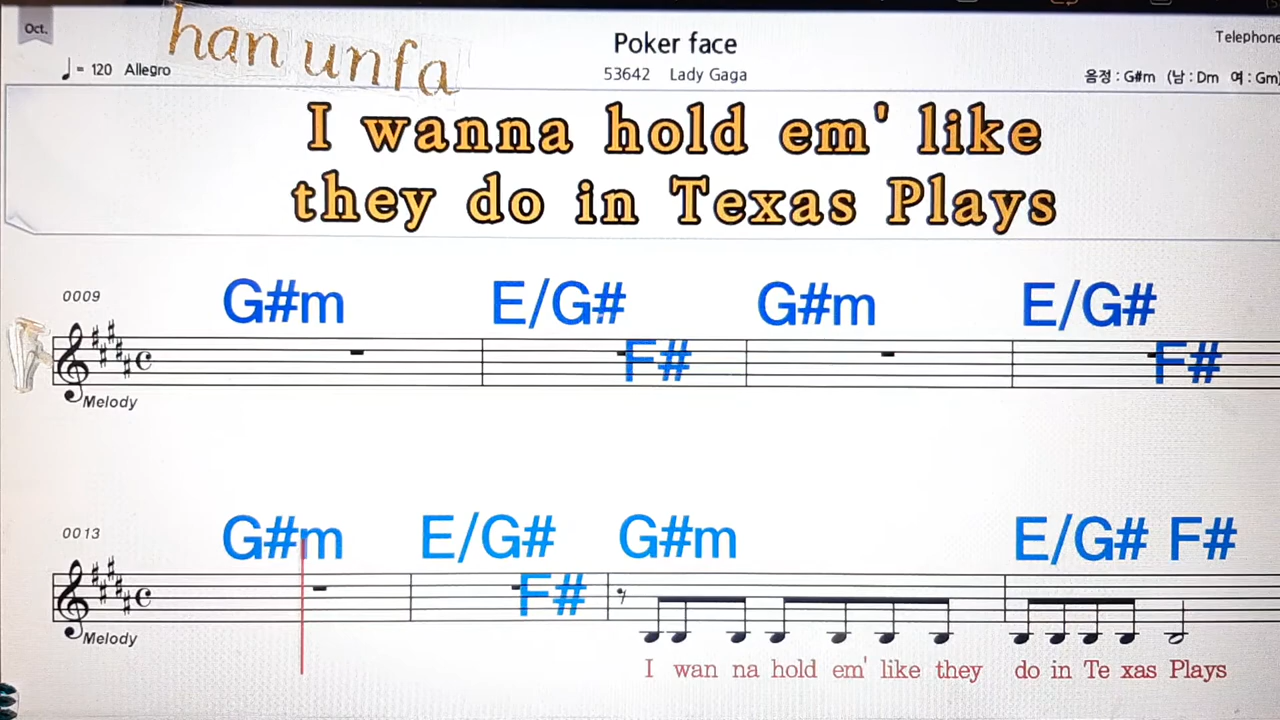 Oct.
han unfa
Poker face
Telephone
♩= 120 Allegro
53642 Lady Gaga
음정 : G#m (남 : Dm 여 : Gm)
I wanna hold em' like
they do in Texas Plays
0009
G#m E/G# G#m E/G#
F# F#
Melody
0013
G#m E/G# G#m E/G# F#
F#
Melody
I wan na hold em' like they do in Te xas Plays